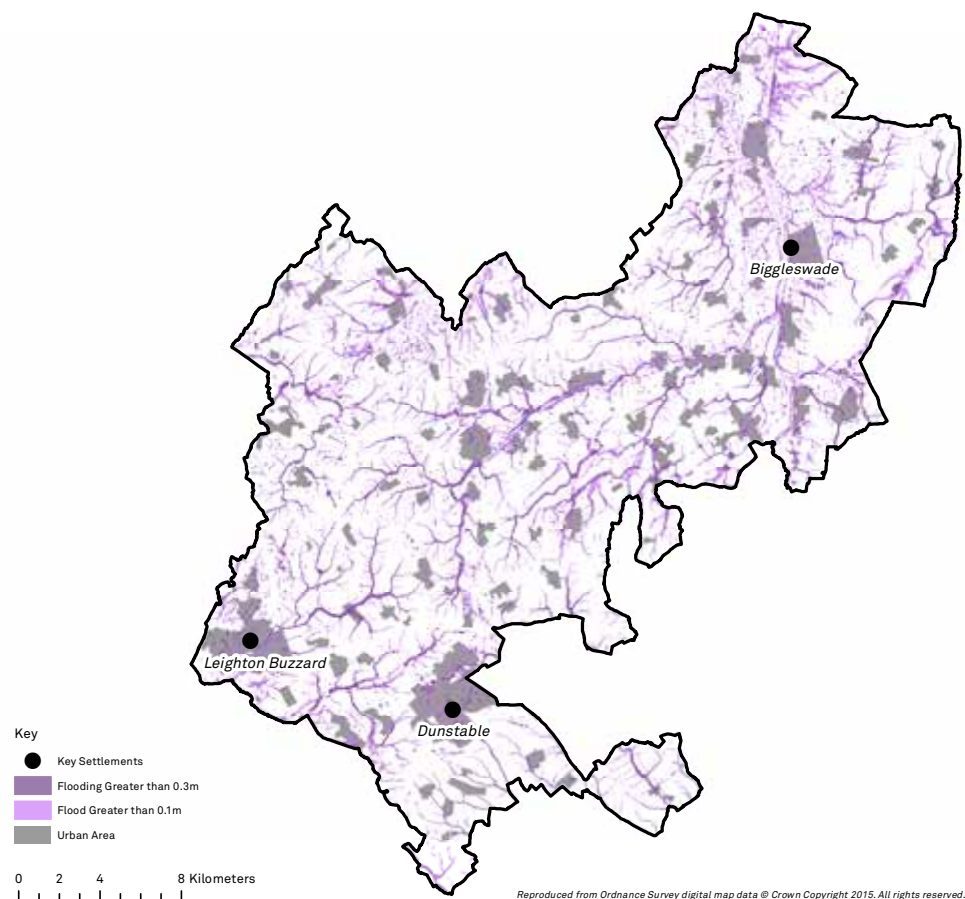 Biggleswade
Leighton Buzzard
Dunstable
Key
Key Settlements
Flooding Greater than 0.3m
Flood Greater than 0.1m
Urban Area
0 2 4 8 Kilometers
Reproduced from Ordnance Survey digital map data © Crown Copyright 2015. All rights reserved.